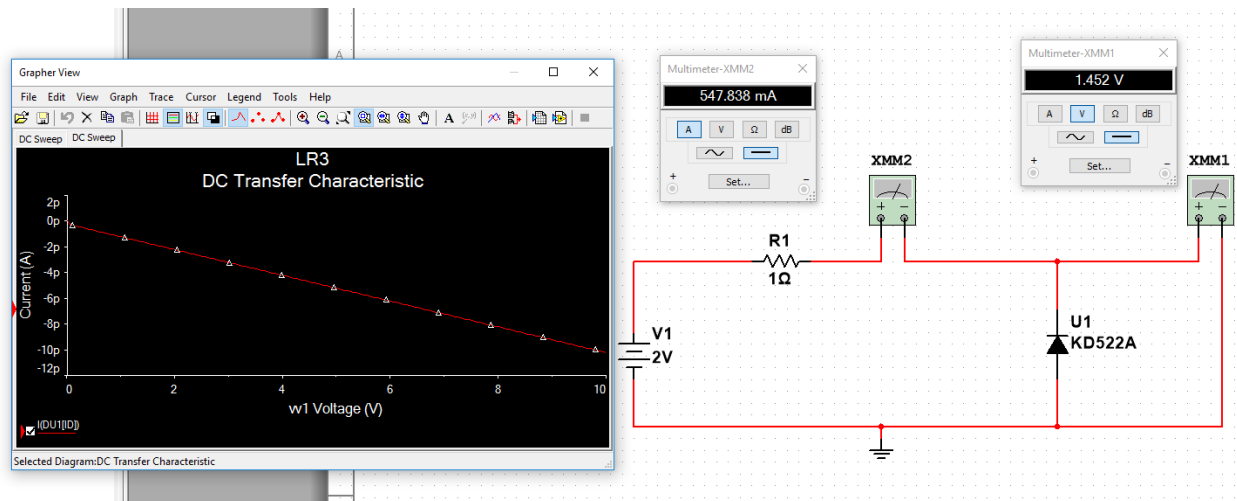 A
Grapher View
File Edit View Graph Trace Cursor Legend Tools Help
DC Sweep DC Sweep
LR3
DC Transfer Characteristic
Current (A)
2p
0p
-2p
-4p
-6p
-8p
-10p
-12p
0 2 4 6 8 10
vv1 Voltage (V)
I(DU1[ID])
Selected Diagram:DC Transfer Characteristic
Multimeter-XMM2
547.838 mA
A V Ω dB
+ Set... -
Multimeter-XMM1
1.452 V
A V Ω dB
+ Set... -
XMM2
+ -
XMM1
+ -
R1
1Ω
V1
2V
U1
KD522A